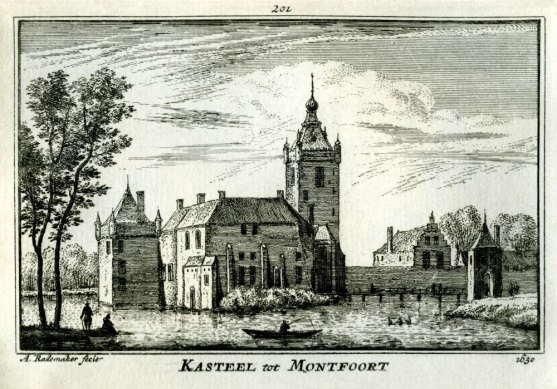 201
A. Rademaker fecit
KASTEEL tot MONTFOORT
1630